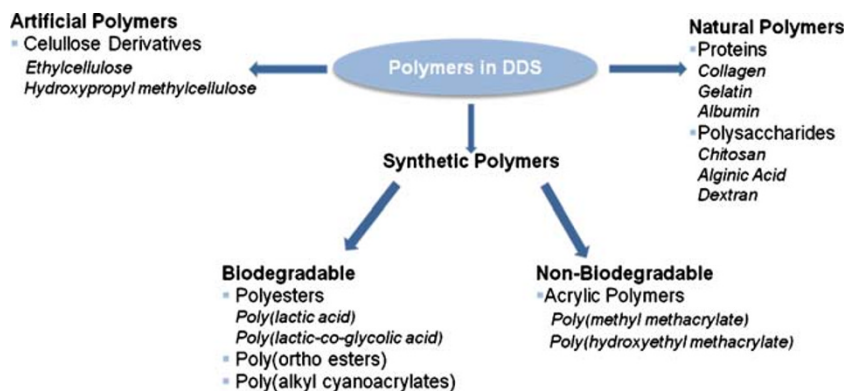 Artificial Polymers
Celullose Derivatives
Ethylcellulose
Hydroxypropyl methylcellulose
Polymers in DDS
Natural Polymers
Proteins
Collagen
Gelatin
Albumin
Polysaccharides
Chitosan
Alginic Acid
Dextran
Synthetic Polymers
Biodegradable
Polyesters
Poly(lactic acid)
Poly(lactic-co-glycolic acid)
Poly(ortho esters)
Poly(alkyl cyanoacrylates)
Non-Biodegradable
Acrylic Polymers
Poly(methyl methacrylate)
Poly(hydroxyethyl methacrylate)